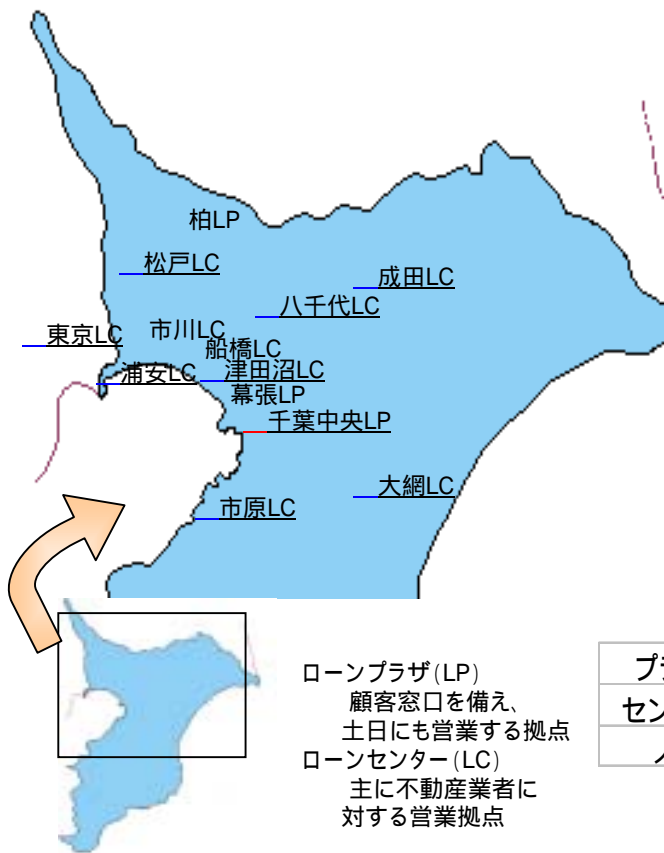 柏LP
松戸LC
成田LC
八千代LC
東京LC
市川LC
船橋LC
浦安LC
津田沼LC
幕張LP
千葉中央LP
大網LC
市原LC
ローンプラザ(LP)
顧客窓口を備え、
土日にも営業する拠点
ローンセンター(LC)
主に不動産業者に
対する営業拠点
プラ
セン